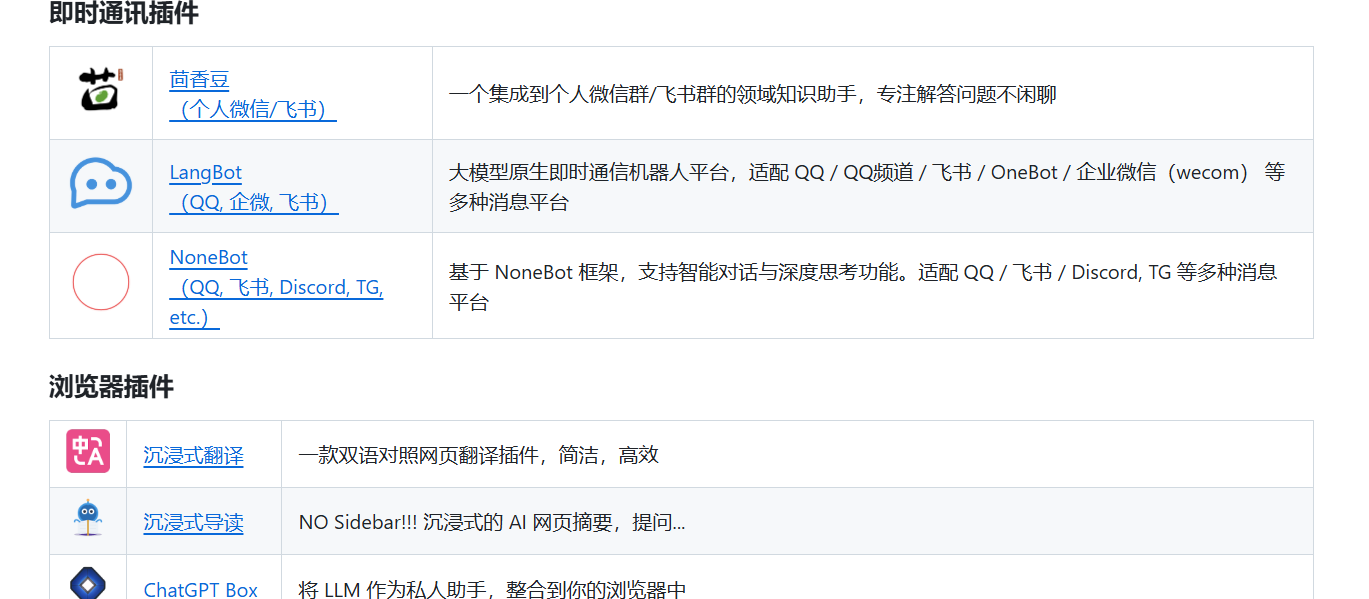 即时通讯插件
茴香豆
（个人微信/飞书）
一个集成到个人微信群/飞书群的领域知识助手，专注解答问题不闲聊
LangBot
（QQ, 企微, 飞书）
大模型原生即时通信机器人平台，适配 QQ / QQ频道 / 飞书 / OneBot / 企业微信（wecom） 等
多种消息平台
NoneBot
（QQ, 飞书, Discord, TG,
etc.）
基于 NoneBot 框架，支持智能对话与深度思考功能。适配 QQ / 飞书 / Discord, TG 等多种消息
平台
浏览器插件
沉浸式翻译
一款双语对照网页翻译插件，简洁，高效
沉浸式导读
NO Sidebar!!! 沉浸式的 AI 网页摘要，提问...
ChatGPT Box
将 LLM 作为私人助手，整合到你的浏览器中